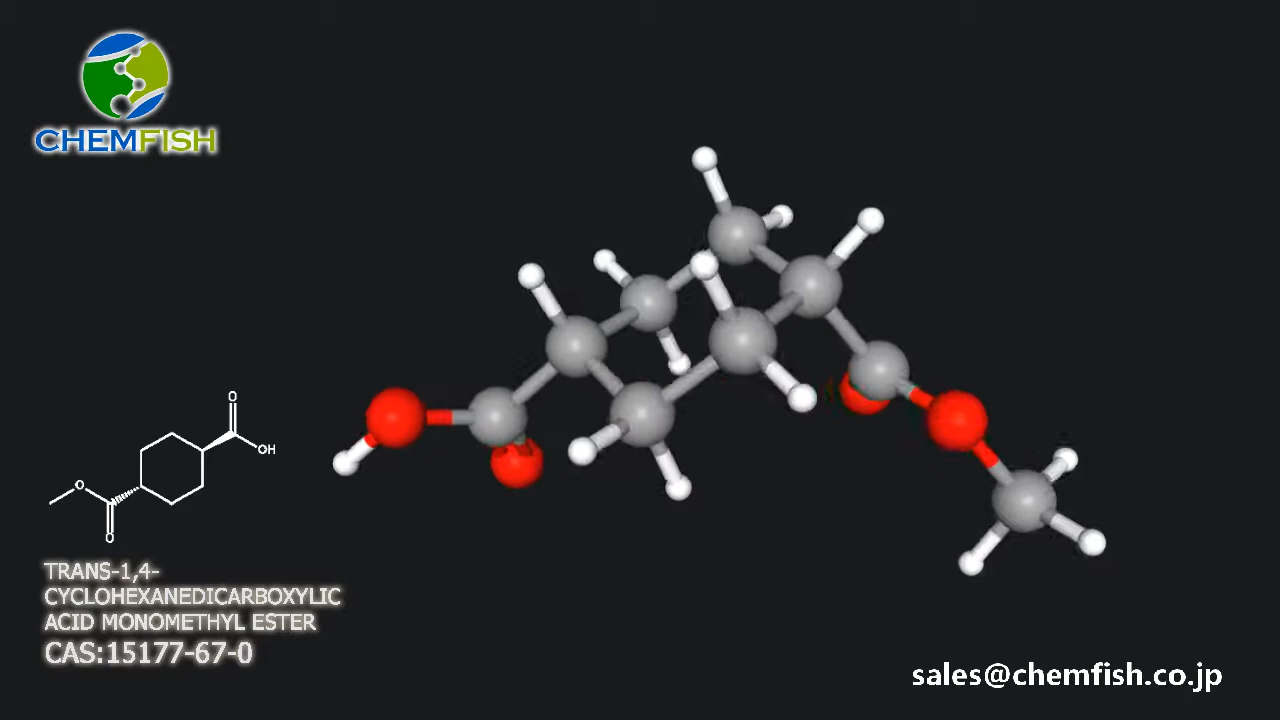 CHEMFISH
O
OH
O
O
TRANS-1,4-
CYCLOHEXANEDICARBOXYLIC
ACID MONOMETHYL ESTER
CAS:15177-67-0
sales@chemfish.co.jp